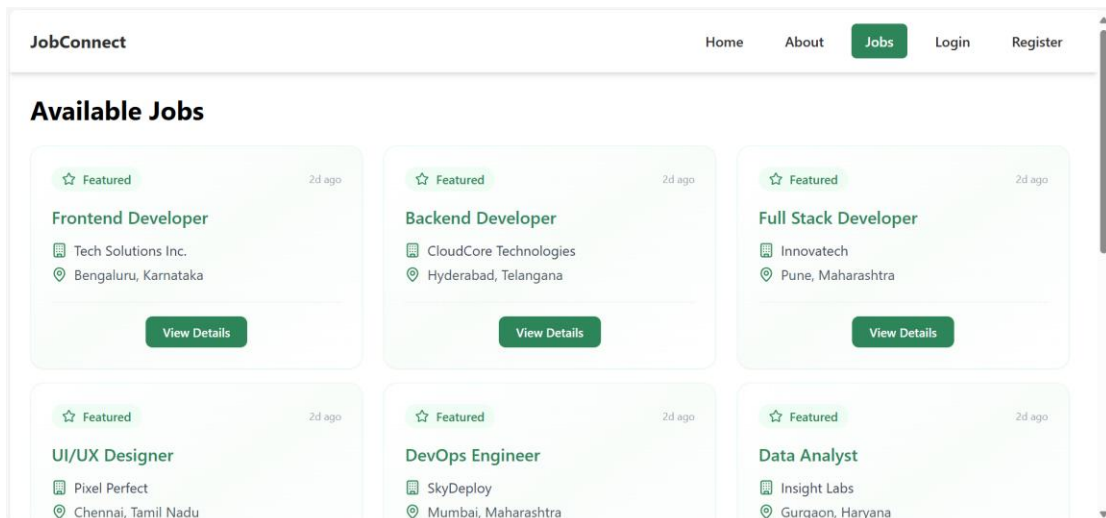 JobConnect Home About Jobs Login Register
Available Jobs
Featured 2d ago
Frontend Developer
Tech Solutions Inc.
Bengaluru, Karnataka
View Details
Featured 2d ago
Backend Developer
CloudCore Technologies
Hyderabad, Telangana
View Details
Featured 2d ago
Full Stack Developer
Innovatech
Pune, Maharashtra
View Details
Featured 2d ago
UI/UX Designer
Pixel Perfect
Chennai, Tamil Nadu
Featured 2d ago
DevOps Engineer
SkyDeploy
Mumbai, Maharashtra
Featured 2d ago
Data Analyst
Insight Labs
Gurgaon, Haryana